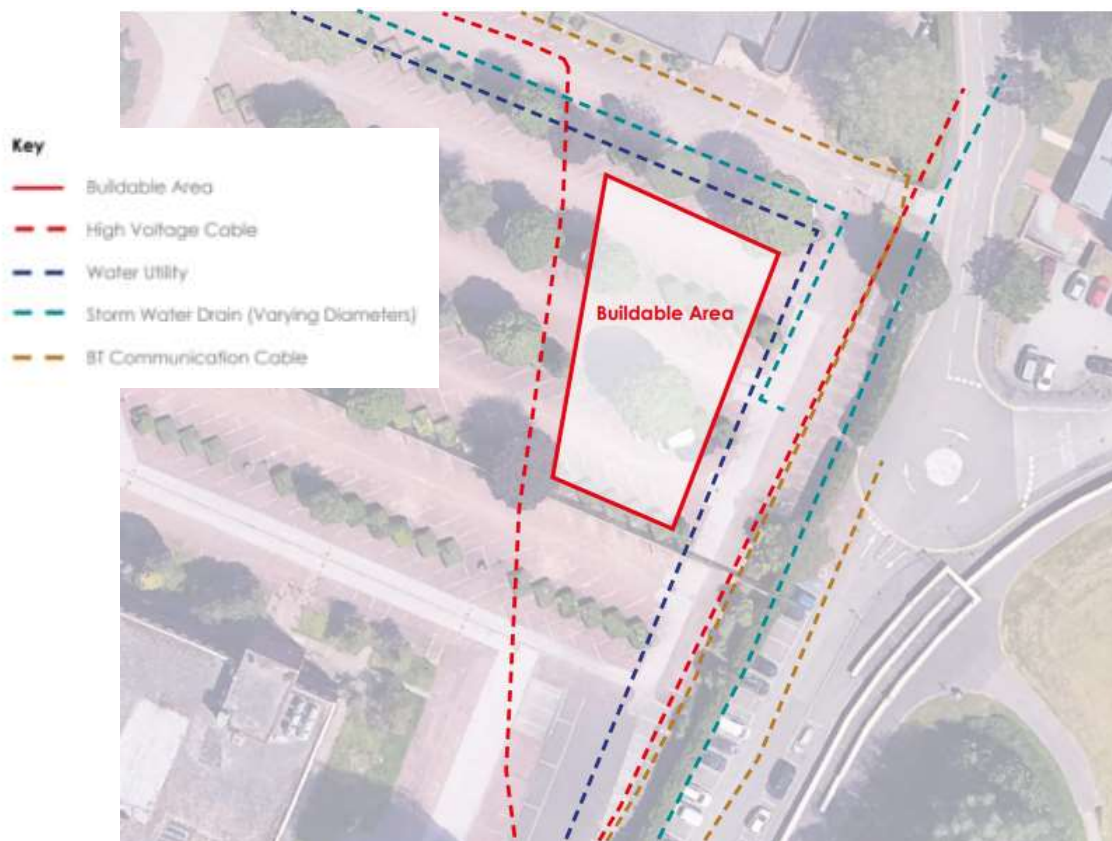 Key
Buildable Area
High Voltage Cable
Water Utility
Storm Water Drain (Varying Diameters)
BT Communication Cable
Buildable Area